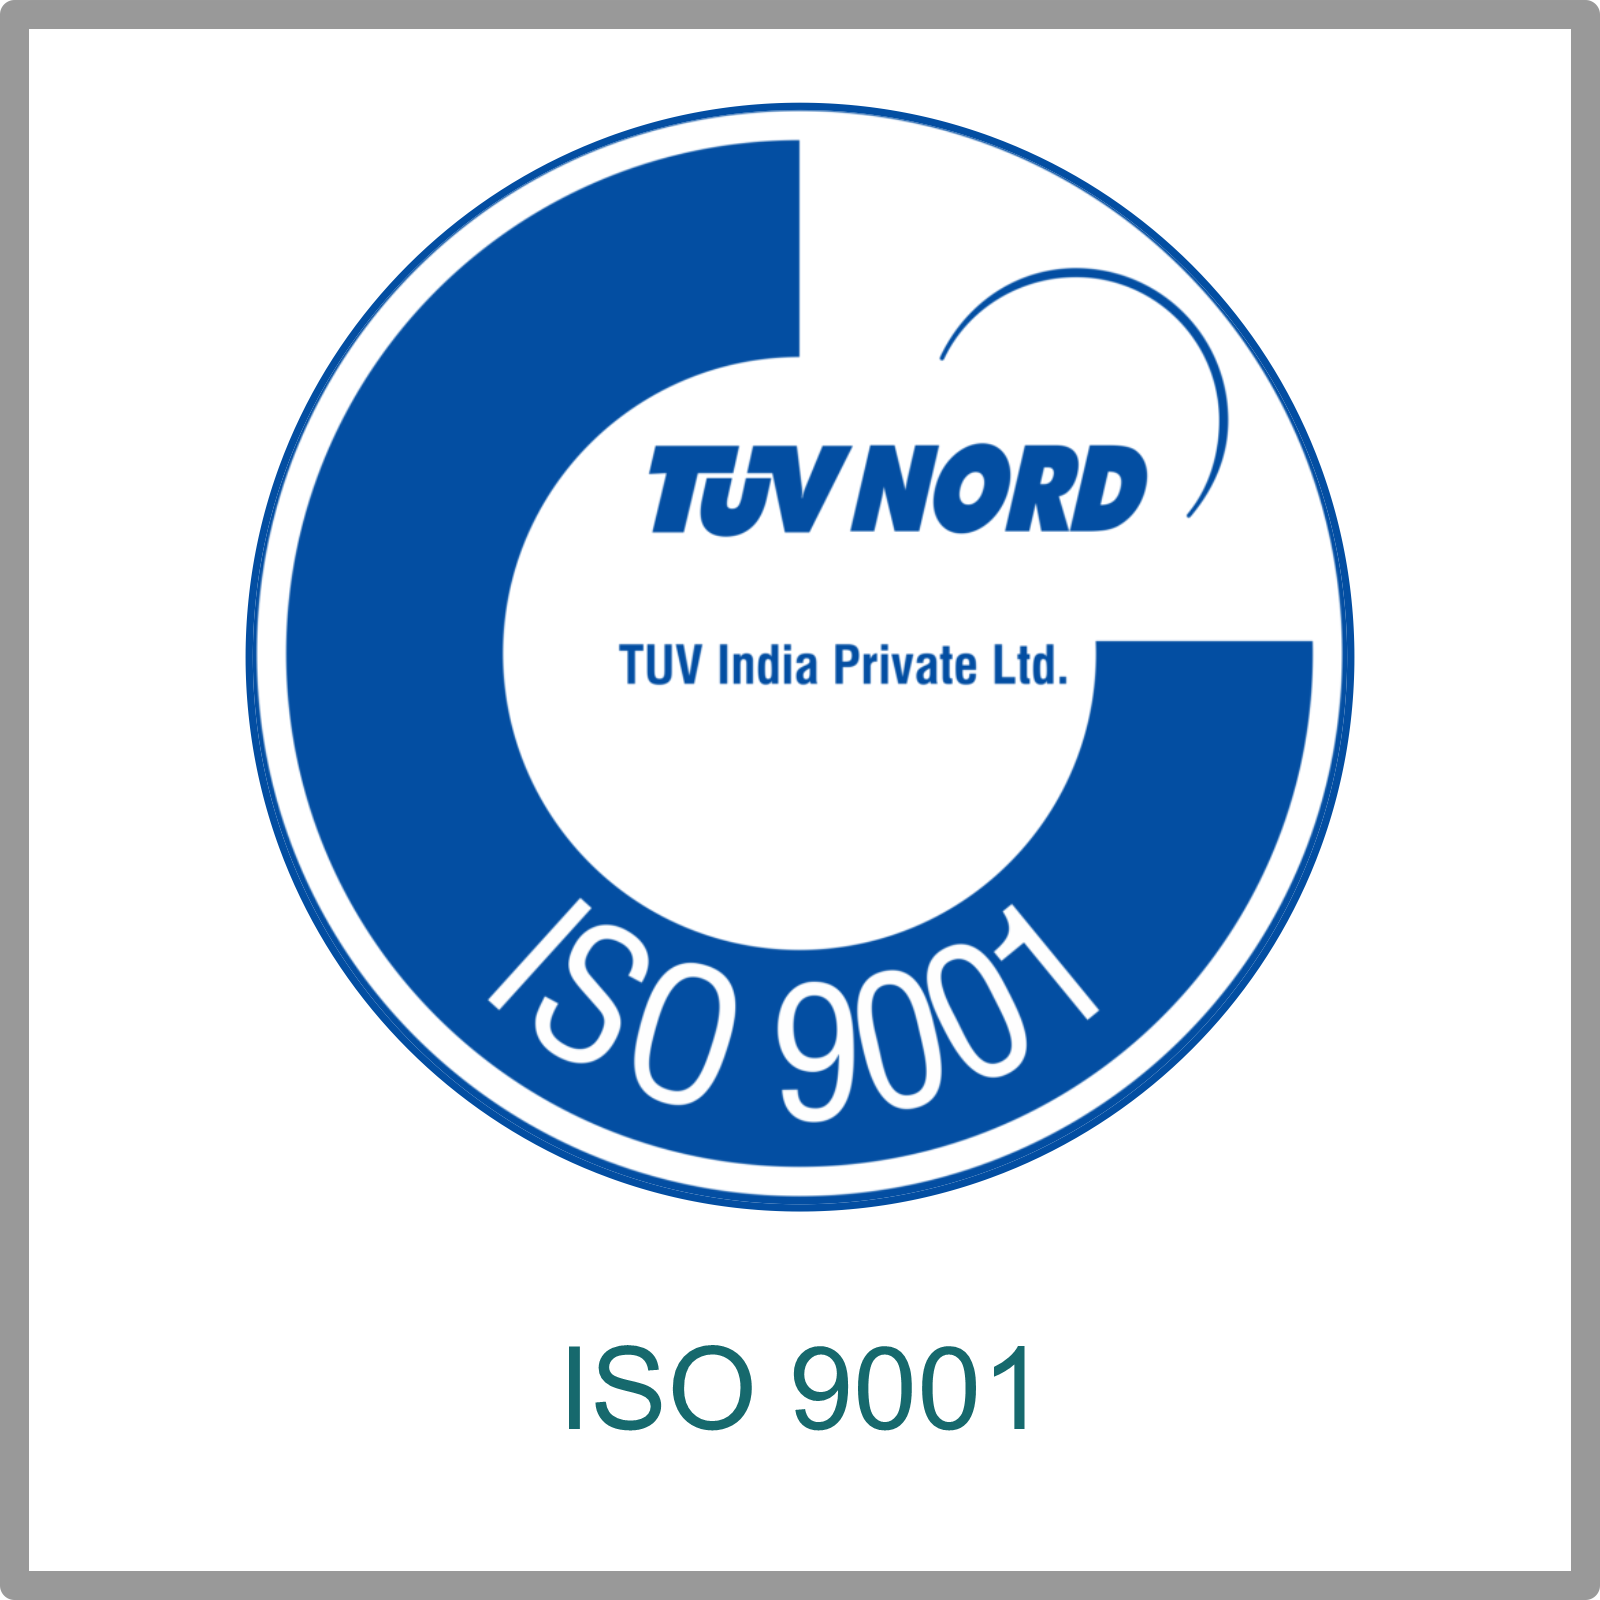 TÜV NORD
TUV India Private Ltd.
ISO 9001
ISO 9001